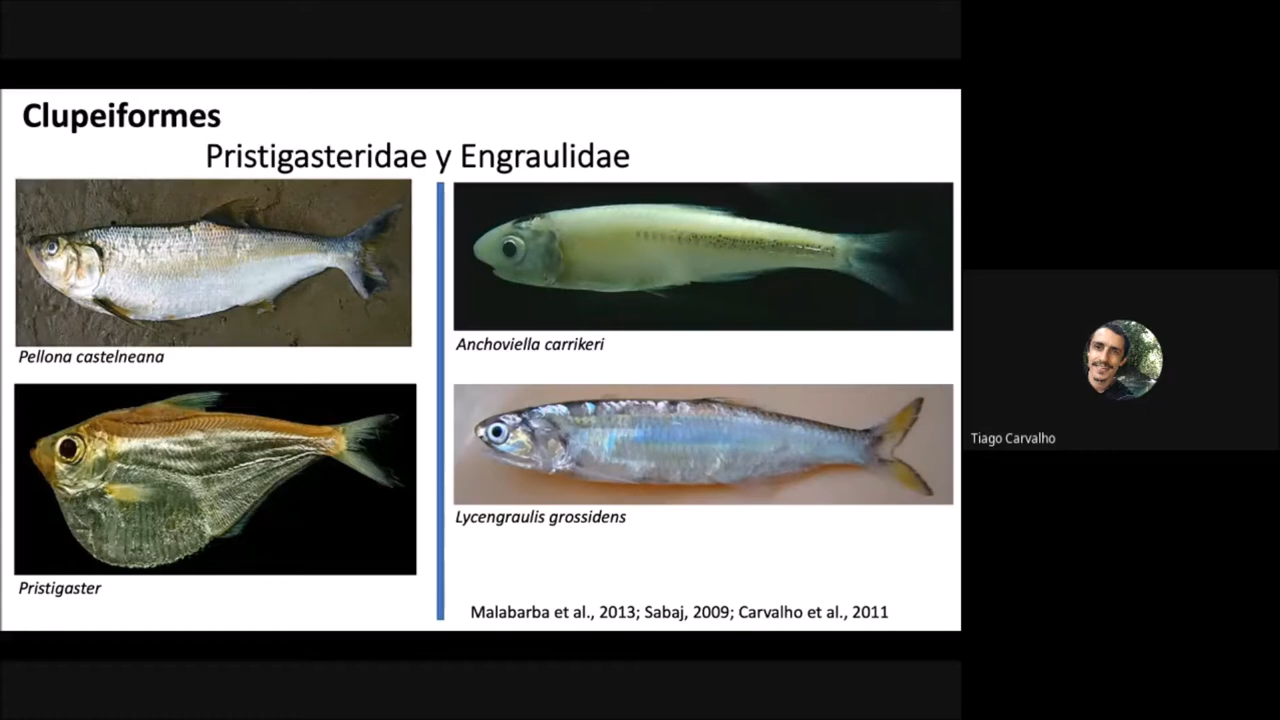 Clupeiformes
Pristigasteridae y Engraulidae
Pellona castelneana
Anchoviella carrikeri
Pristigaster
Lycengraulis grossidens
Malabarba et al., 2013; Sabaj, 2009; Carvalho et al., 2011
Tiago Carvalho